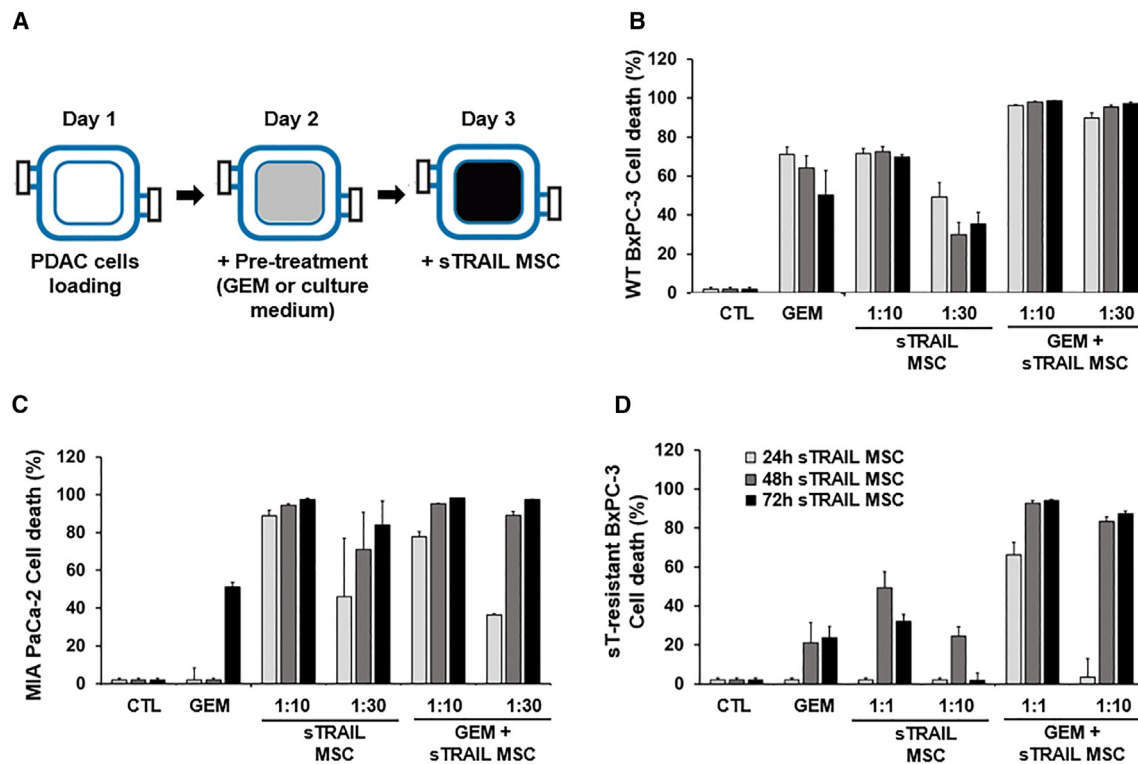 A
Day 1
Day 2
Day 3
PDAC cells
loading
+ Pre-treatment
(GEM or culture
medium)
+ sTRAIL MSC
B
WT BxPC-3 Cell death (%)
120
100
80
60
40
20
0
CTL
GEM
1:10
1:30
1:10
1:30
sTRAIL
MSC
GEM +
sTRAIL MSC
C
MIA PaCa-2 Cell death (%)
120
100
80
60
40
20
0
CTL
GEM
1:10
1:30
1:10
1:30
sTRAIL
MSC
GEM +
sTRAIL MSC
D
sT-resistant BxPC-3
Cell death (%)
120
100
80
60
40
20
0
24h sTRAIL MSC
48h sTRAIL MSC
72h sTRAIL MSC
CTL
GEM
1:1
1:10
1:1
1:10
sTRAIL
MSC
GEM +
sTRAIL MSC